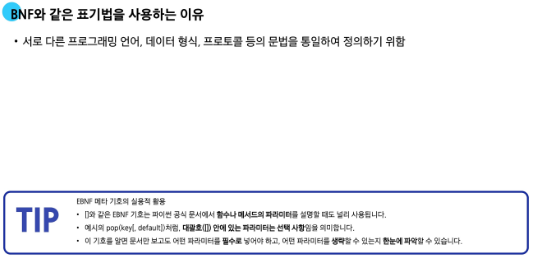 BNF와 같은 표기법을 사용하는 이유
• 서로 다른 프로그래밍 언어, 데이터 형식, 프로토콜 등의 문법을 통일하여 정의하기 위함
TIP
EBNF 메타 기호의 실용적 활용
• []와 같은 EBNF 기호는 파이썬 공식 문서에서 함수나 메서드의 파라미터를 설명할 때도 널리 사용됩니다.
• 예시의 pop(key[, default])처럼, 대괄호([]) 안에 있는 파라미터는 선택 사항임을 의미합니다.
• 이 기호를 알면 문서만 보고도 어떤 파라미터를 필수로 넣어야 하고, 어떤 파라미터를 생략할 수 있는지 한눈에 파악할 수 있습니다.